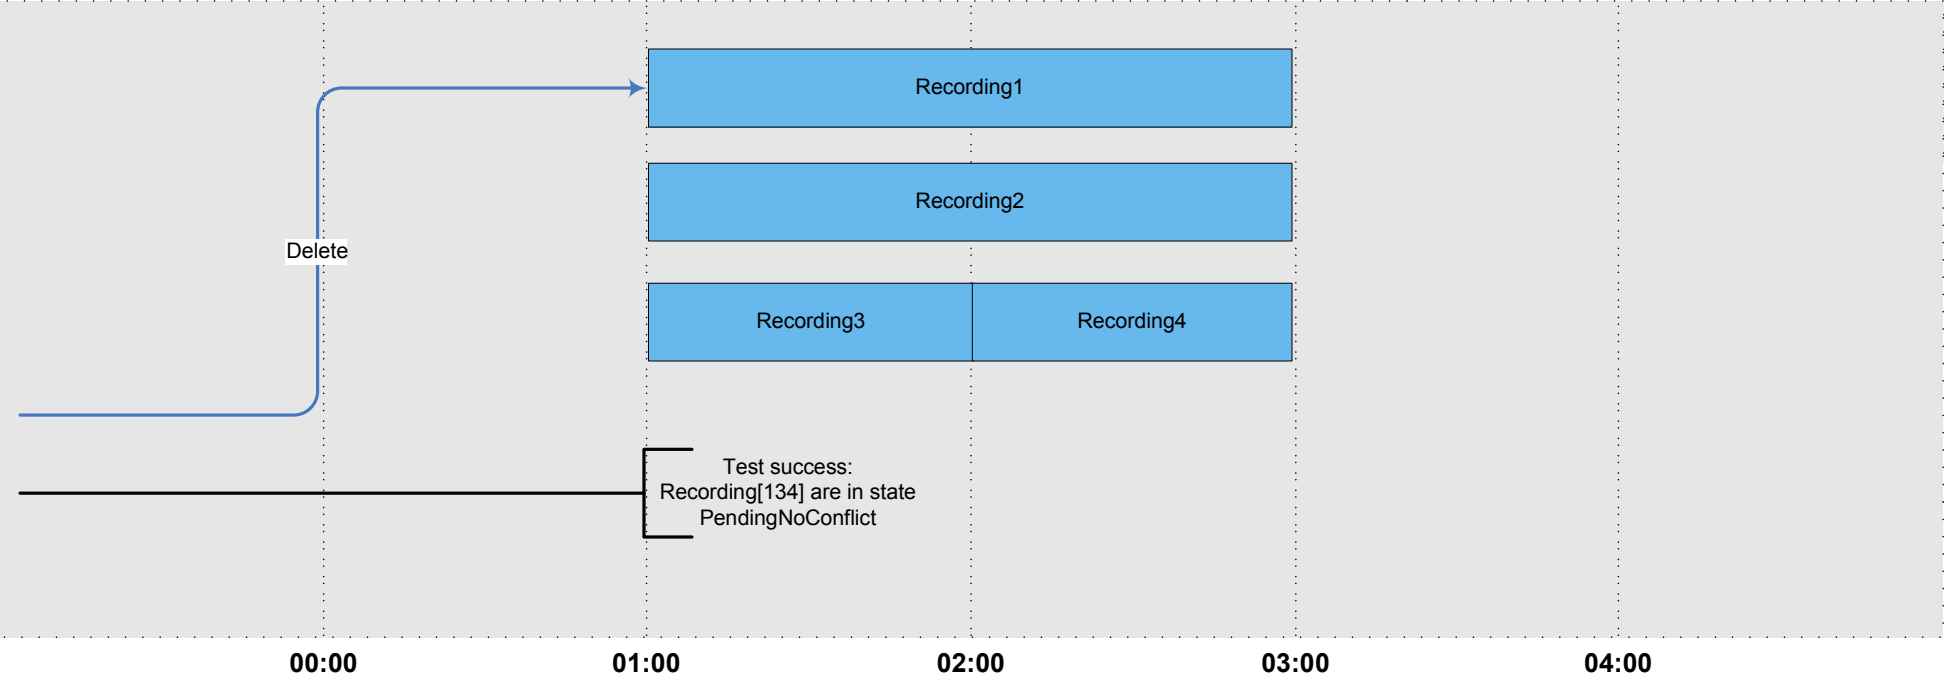 Recording1
Recording2
Delete
Recording3
Recording4
Test success:
Recording[134] are in state
PendingNoConflict
00:00
01:00
02:00
03:00
04:00